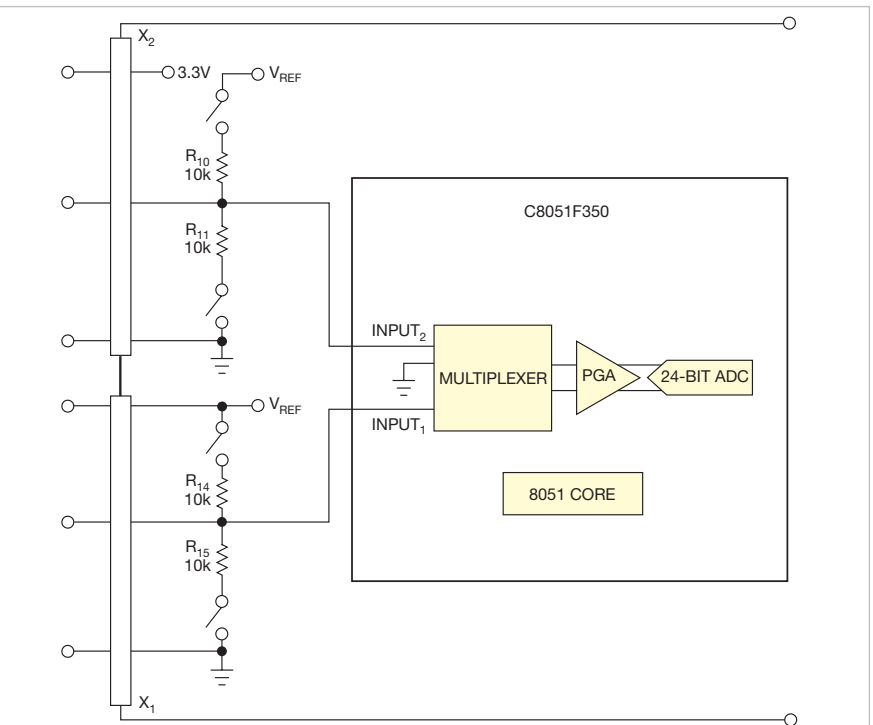 X2
3.3V
VREF
R10
10k
R11
10k
C8051F350
INPUT2
MULTIPLEXER
PGA
24-BIT ADC
INPUT1
VREF
R14
10k
8051 CORE
R15
10k
X1